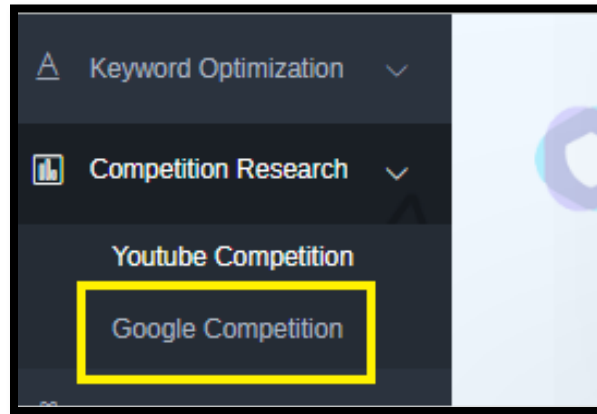 Keyword Optimization
Competition Research
Youtube Competition
Google Competition